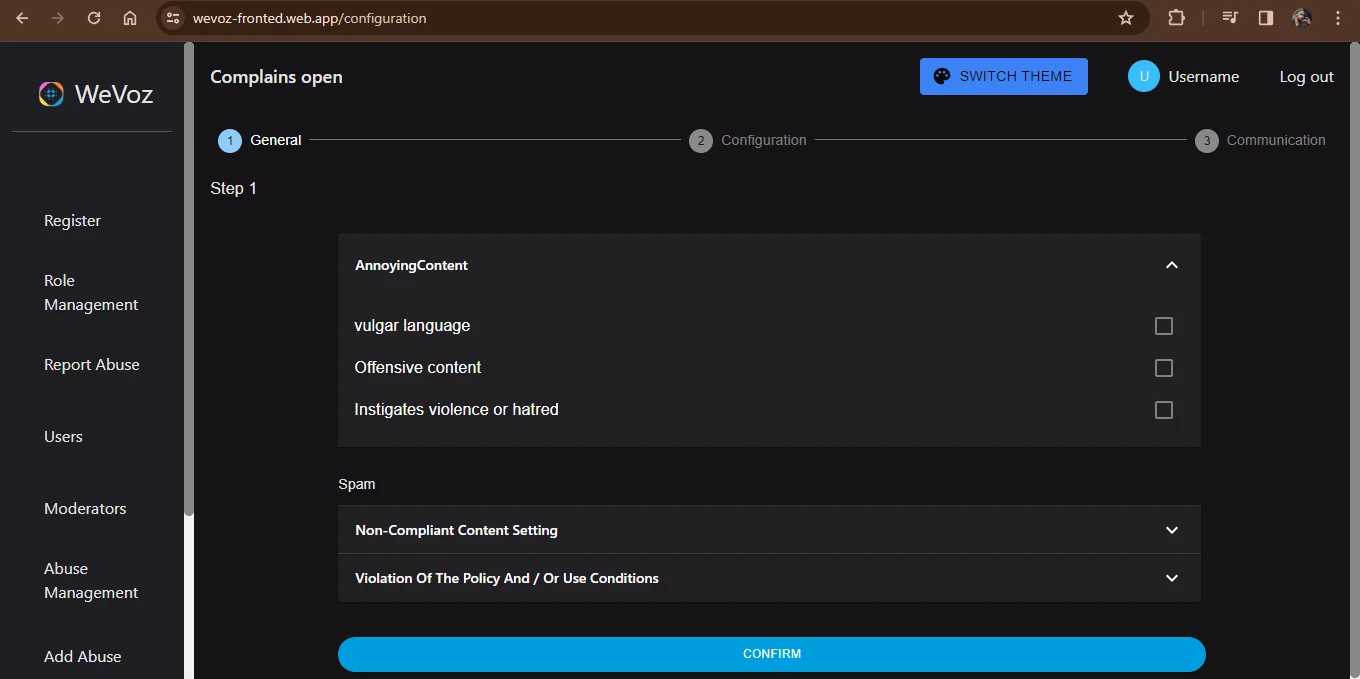 wevoz-fronted.web.app/configuration
WeVoz
Register
Role
Management
Report Abuse
Users
Moderators
Abuse
Management
Add Abuse
Complains open
SWITCH THEME
U Username
Log out
1 General
2 Configuration
3 Communication
Step 1
AnnoyingContent
vulgar language
Offensive content
Instigates violence or hatred
Spam
Non-Compliant Content Setting
Violation Of The Policy And / Or Use Conditions
CONFIRM